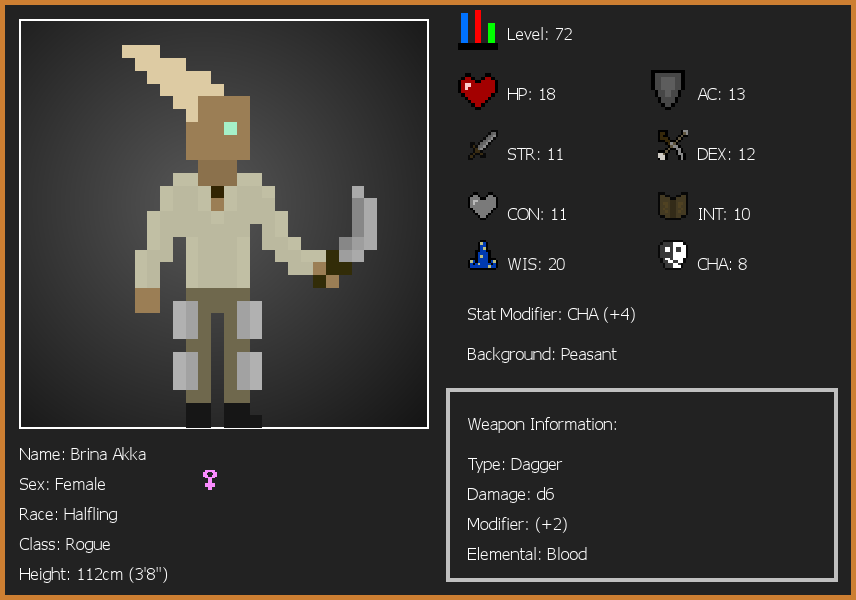 Level: 72
HP: 18
AC: 13
STR: 11
DEX: 12
CON: 11
INT: 10
WIS: 20
CHA: 8
Stat Modifier: CHA (+4)
Background: Peasant
Name: Brina Akka
Sex: Female
Race: Halfling
Class: Rogue
Height: 112cm (3'8")
Weapon Information:
Type: Dagger
Damage: d6
Modifier: (+2)
Elemental: Blood